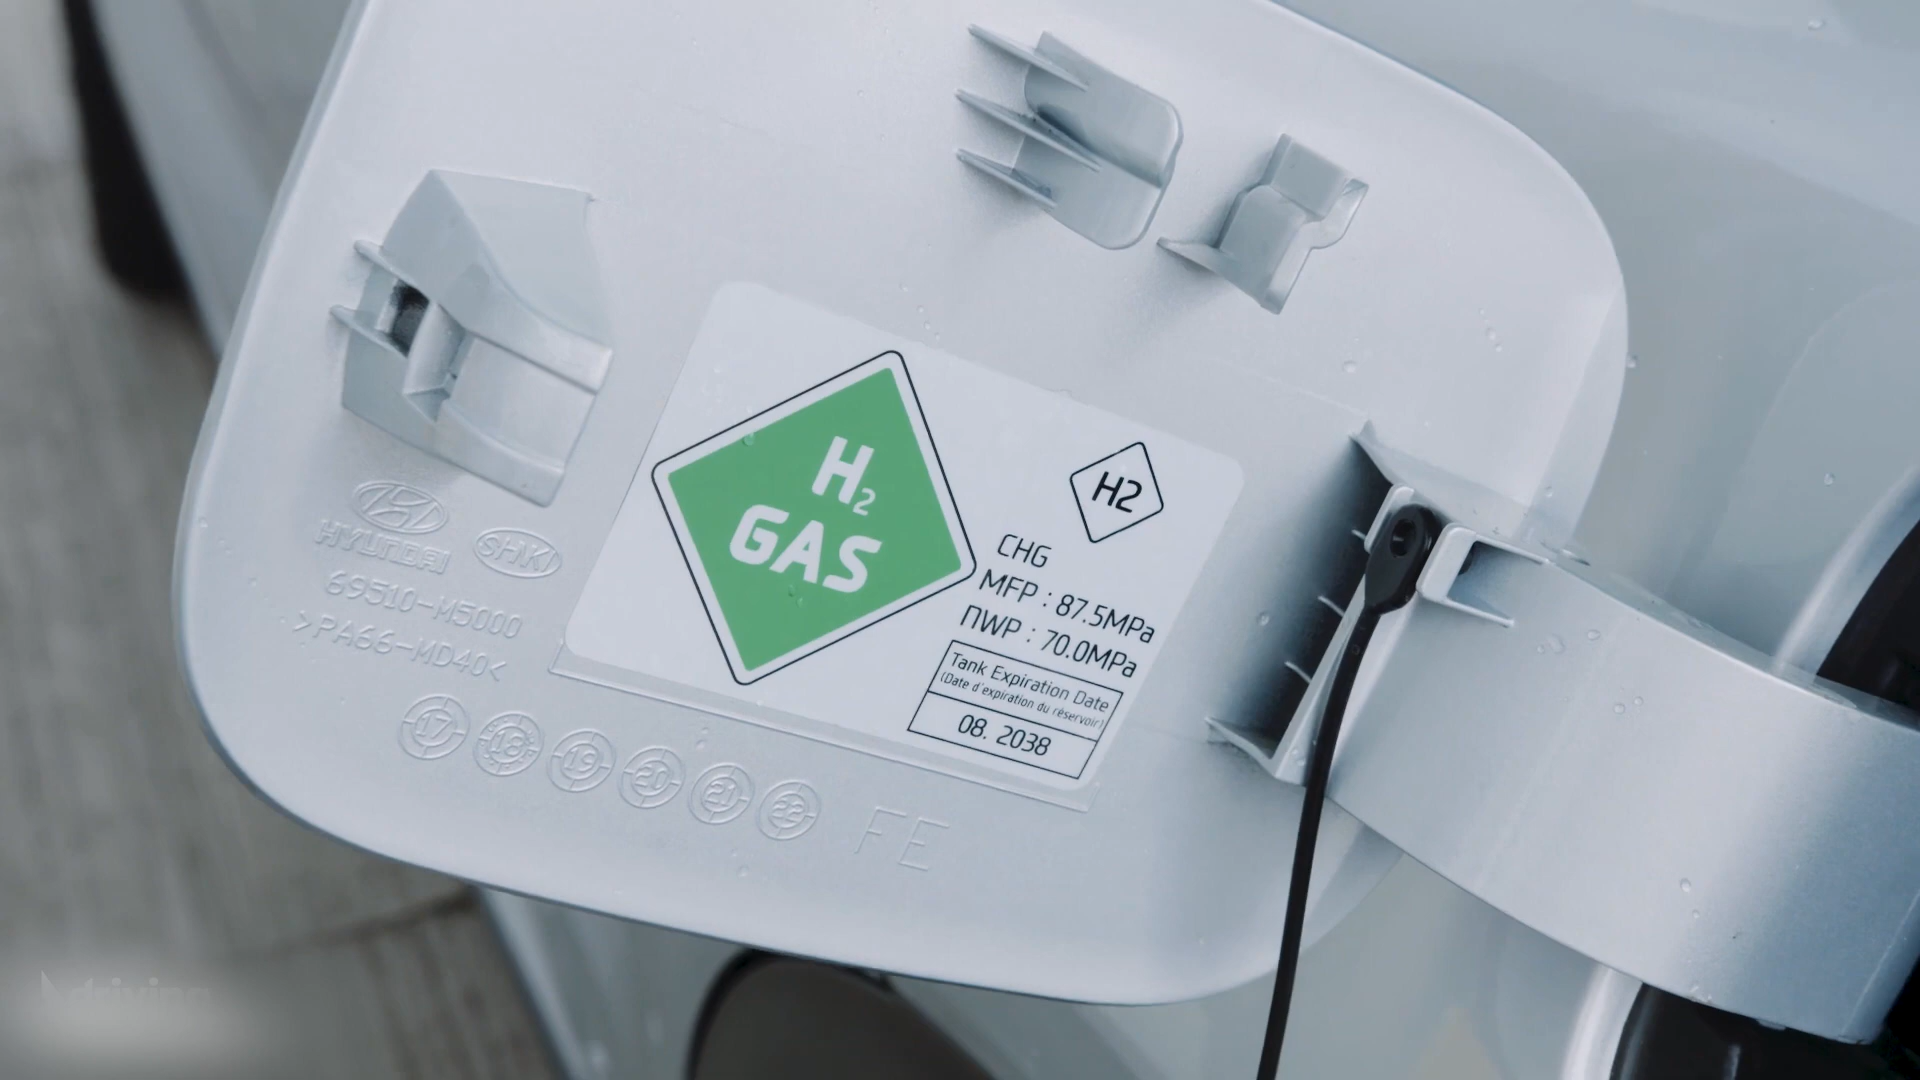 H2
GAS
H2
CHG
MFP : 87.5MPa
NWP : 70.0MPa
Tank Expiration Date
(Date d'expiration du réservoir)
08. 2038
HYUNDAI
SHKI
69510-M5000
>PA66-MD40<
17 18 19 20 21 22
FE
driving